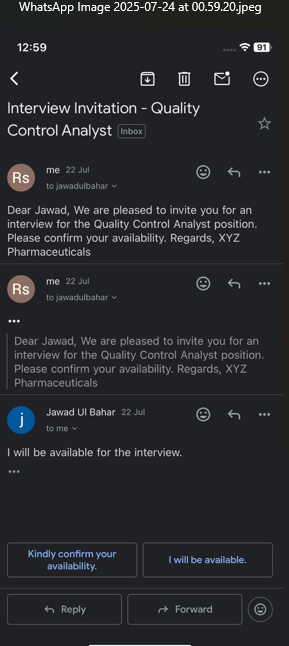 WhatsApp Image 2025-07-24 at 00.59.20.jpeg
12:59
91
Interview Invitation - Quality
Control Analyst Inbox
Rs
me 22 Jul
to jawadulbahar
Dear Jawad, We are pleased to invite you for an
interview for the Quality Control Analyst position.
Please confirm your availability. Regards, XYZ
Pharmaceuticals
Rs
me 22 Jul
to jawadulbahar
Dear Jawad, We are pleased to invite you for an
interview for the Quality Control Analyst position.
Please confirm your availability. Regards, XYZ
Pharmaceuticals
j
Jawad Ul Bahar 22 Jul
to me
I will be available for the interview.
Kindly confirm your
availability.
I will be available.
Reply
Forward